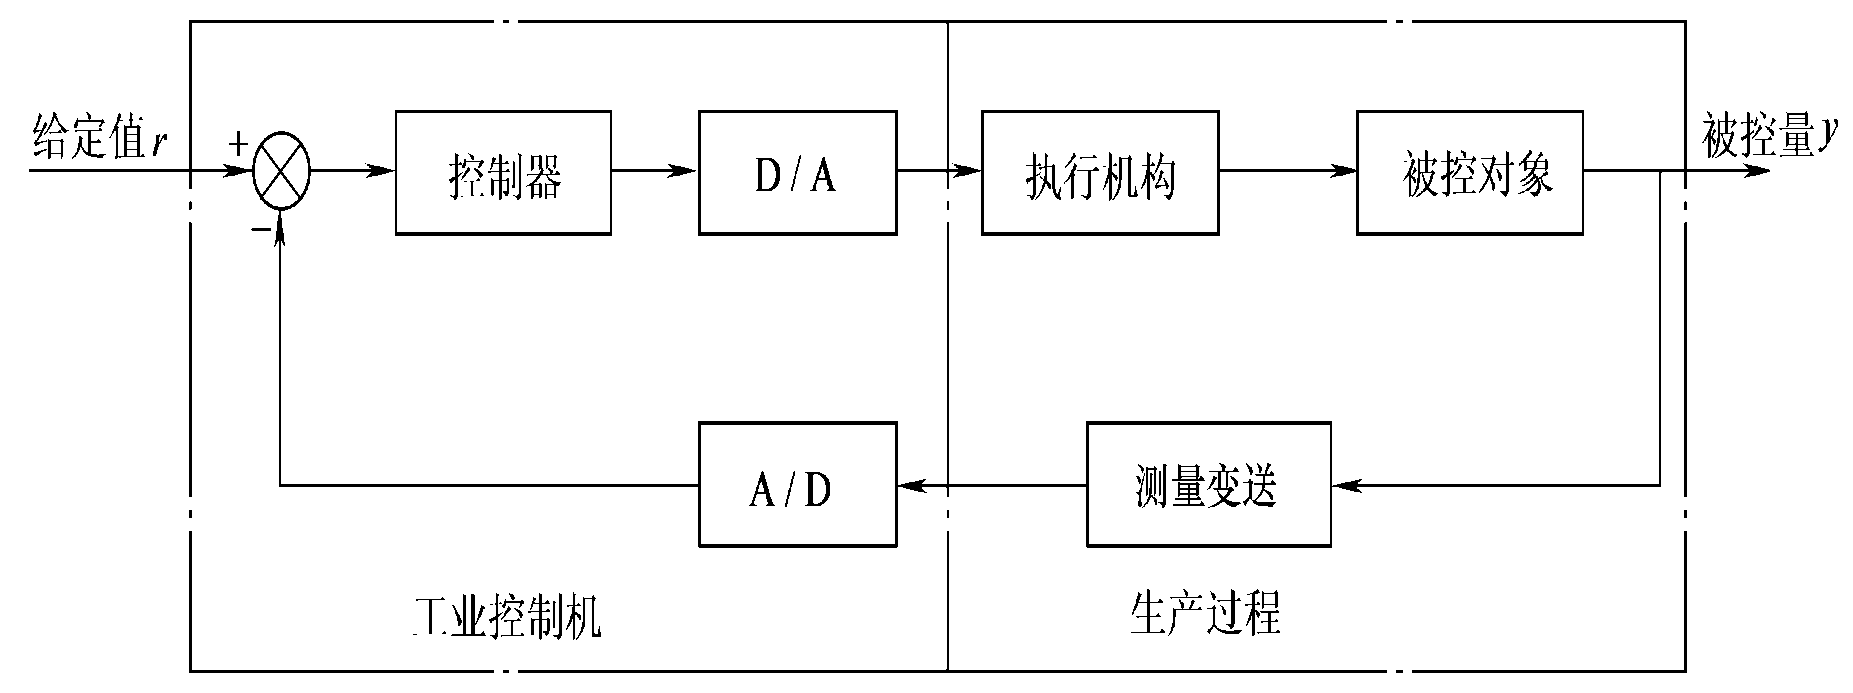 给定值r
+
−
控制器
D/A
执行机构
被控对象
被控量y
A/D
测量变送
工业控制机
生产过程